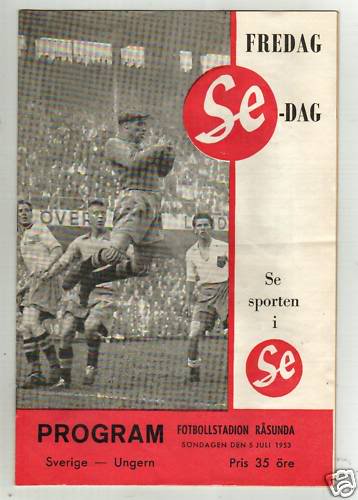 FREDAG
Se
-DAG
ÖVER
Se
sporten
i
Se
PROGRAM
FOTBOLLSTADION RÅSUNDA
SÖNDAGEN DEN 5 JULI 1953
Sverige — Ungern
Pris 35 öre